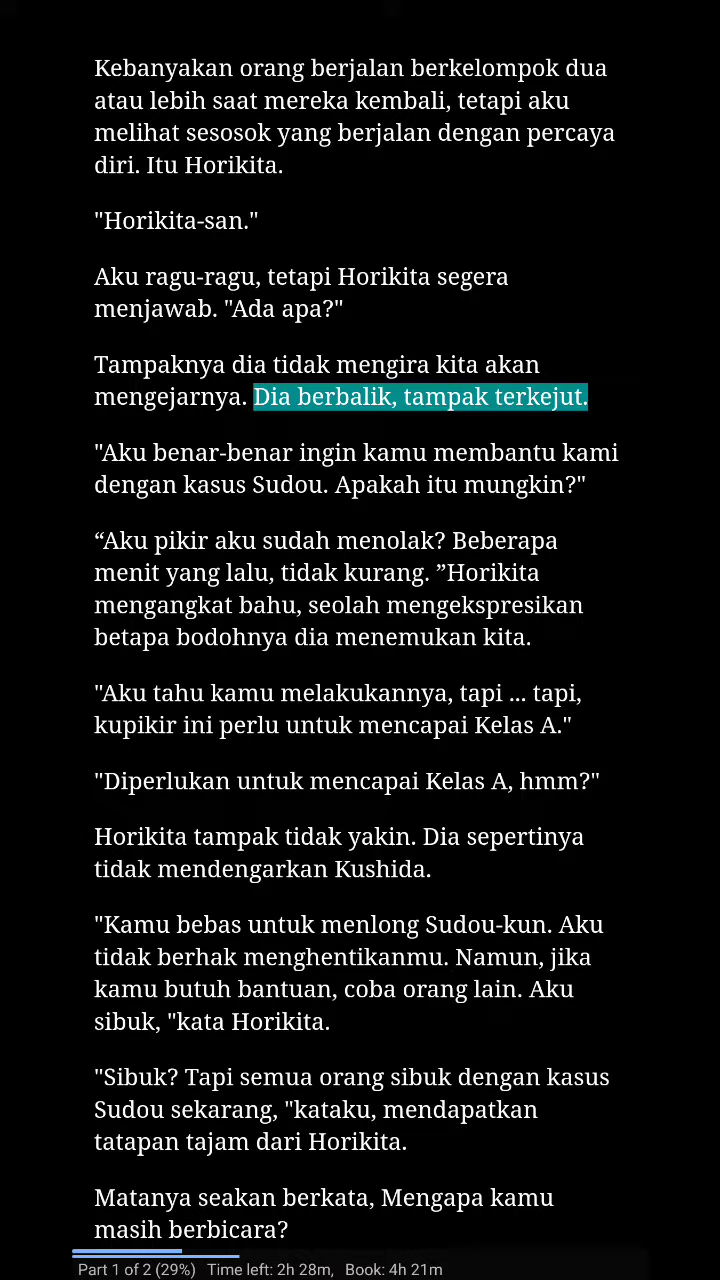 Kebanyakan orang berjalan berkelompok dua
atau lebih saat mereka kembali, tetapi aku
melihat sesosok yang berjalan dengan percaya
diri. Itu Horikita.
"Horikita-san."
Aku ragu-ragu, tetapi Horikita segera
menjawab. "Ada apa?"
Tampaknya dia tidak mengira kita akan
mengejarnya. Dia berbalik, tampak terkejut.
"Aku benar-benar ingin kamu membantu kami
dengan kasus Sudou. Apakah itu mungkin?"
“Aku pikir aku sudah menolak? Beberapa
menit yang lalu, tidak kurang. ”Horikita
mengangkat bahu, seolah mengekspresikan
betapa bodohnya dia menemukan kita.
"Aku tahu kamu melakukannya, tapi ... tapi,
kupikir ini perlu untuk mencapai Kelas A."
"Diperlukan untuk mencapai Kelas A, hmm?"
Horikita tampak tidak yakin. Dia sepertinya
tidak mendengarkan Kushida.
"Kamu bebas untuk menlong Sudou-kun. Aku
tidak berhak menghentikanmu. Namun, jika
kamu butuh bantuan, coba orang lain. Aku
sibuk, "kata Horikita.
"Sibuk? Tapi semua orang sibuk dengan kasus
Sudou sekarang, "kataku, mendapatkan
tatapan tajam dari Horikita.
Matanya seakan berkata, Mengapa kamu
masih berbicara?
Part 1 of 2 (29%) Time left: 2h 28m, Book: 4h 21m